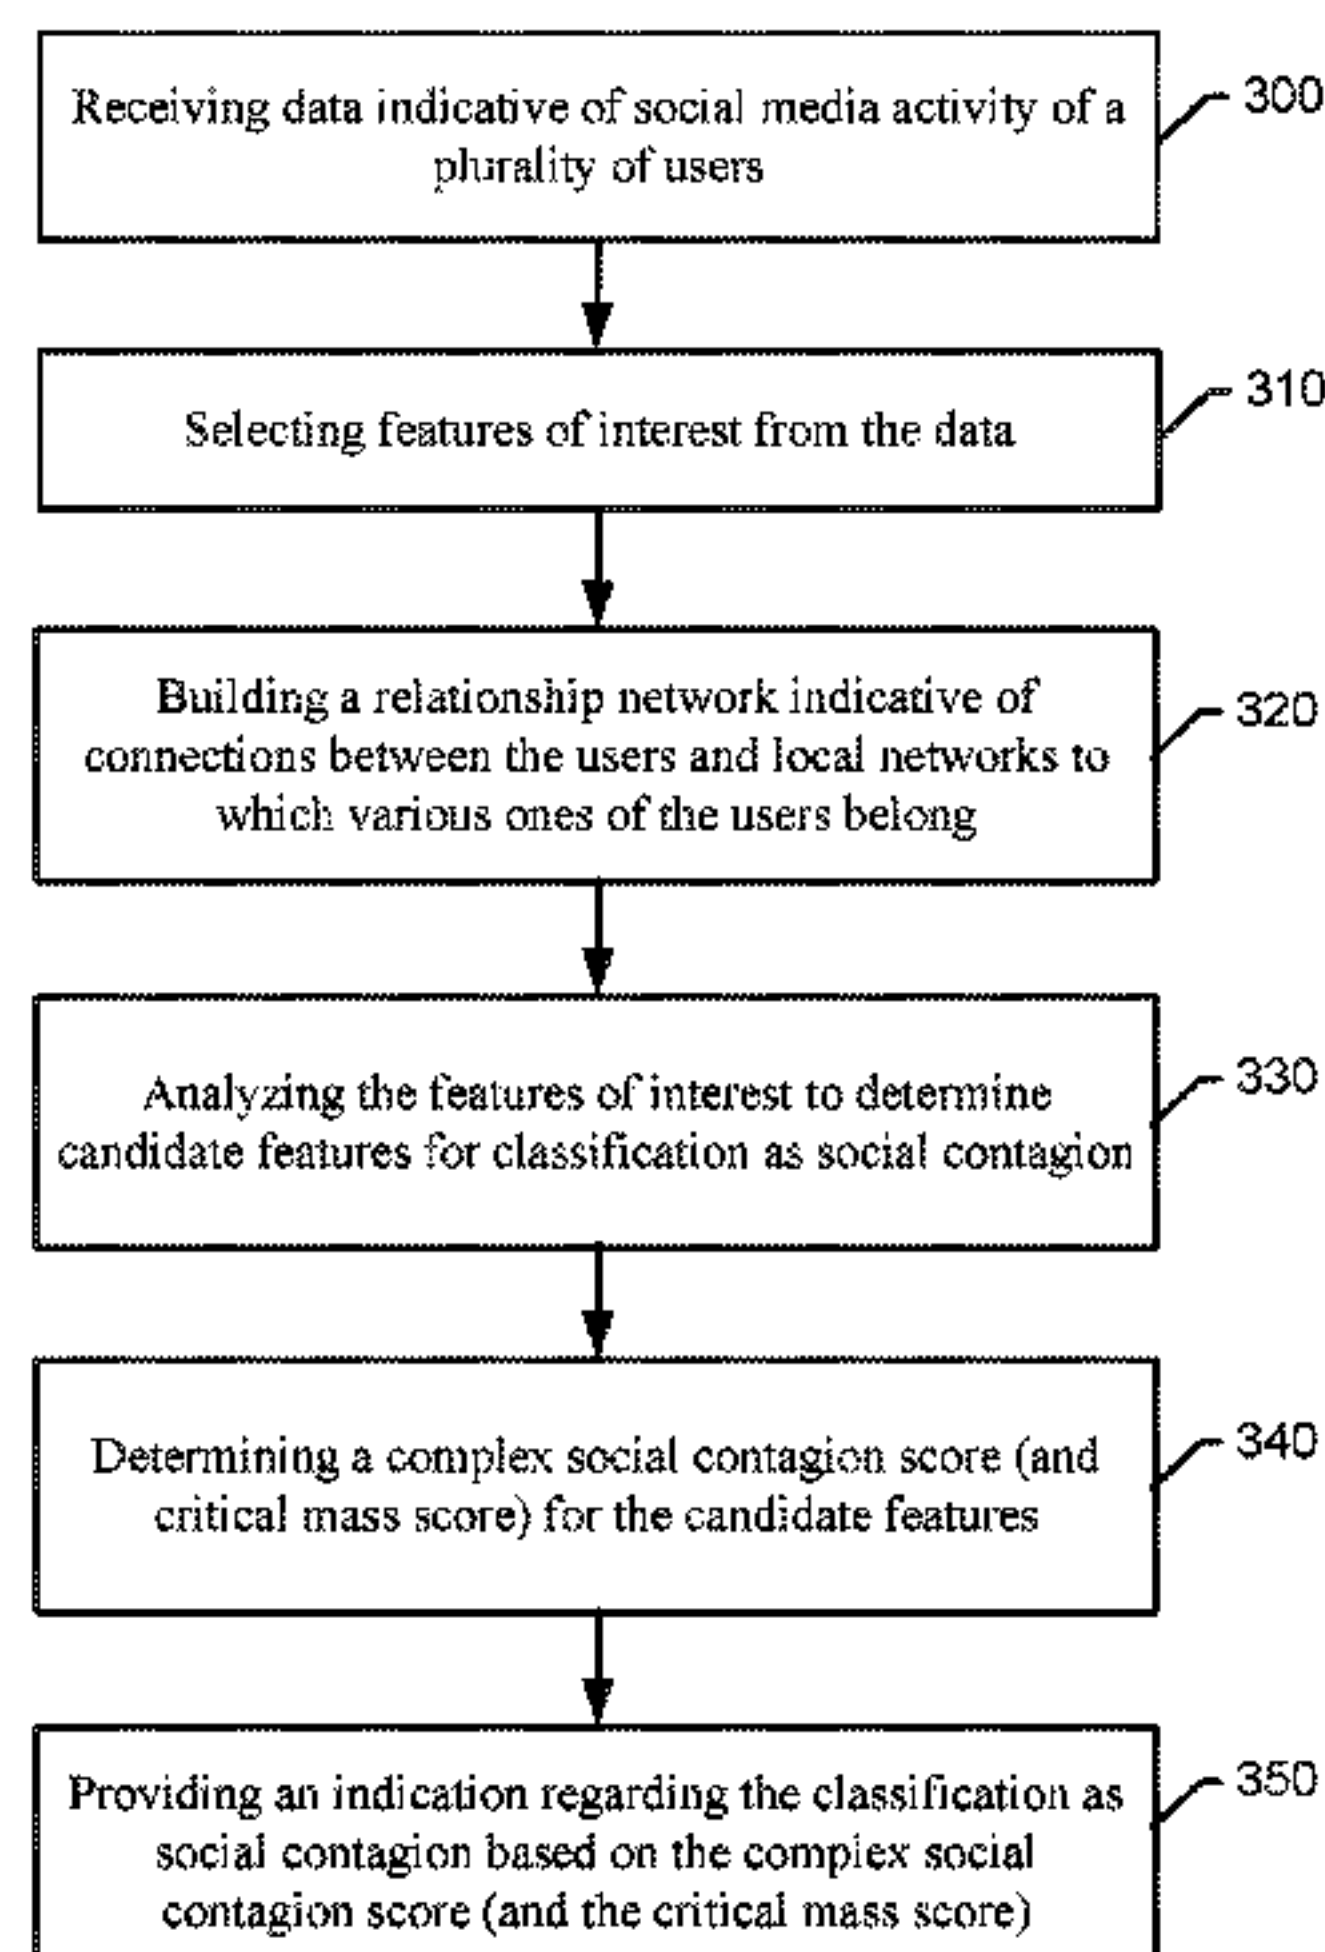 Receiving data indicative of social media activity of a
plurality of users
300
Selecting features of interest from the data
310
Building a relationship network indicative of
connections between the users and local networks to
which various ones of the users belong
320
Analyzing the features of interest to determine
candidate features for classification as social contagion
330
Determining a complex social contagion score (and
critical mass score) for the candidate features
340
Providing an indication regarding the classification as
social contagion based on the complex social
contagion score (and the critical mass score)
350